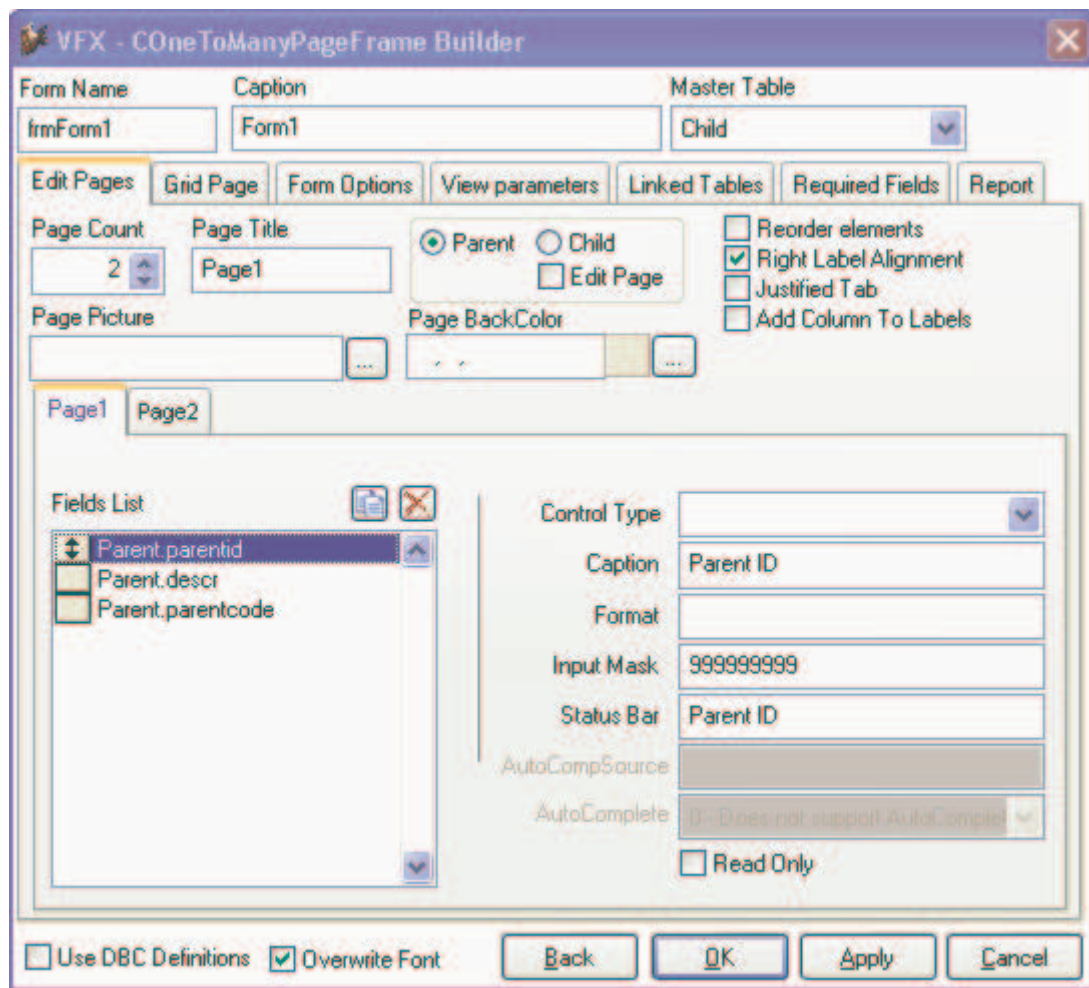 VFX - COneToManyPageFrame Builder
Form Name Caption Master Table
frmForm1 Form1 Child
Edit Pages Grid Page Form Options View parameters Linked Tables Required Fields Report
Page Count Page Title
2 Page1
Parent Child
Edit Page
Reorder elements
Right Label Alignment
Justified Tab
Add Column To Labels
Page Picture Page BackColor
... , , ...
Page1 Page2
Fields List
Parent.parentid
Parent.descr
Parent.parentcode
Control Type
Caption Parent ID
Format
Input Mask 999999999
Status Bar Parent ID
AutoCompSource
AutoComplete 0 - Does not support AutoComplet
Read Only
Use DBC Definitions Overwrite Font Back OK Apply Cancel